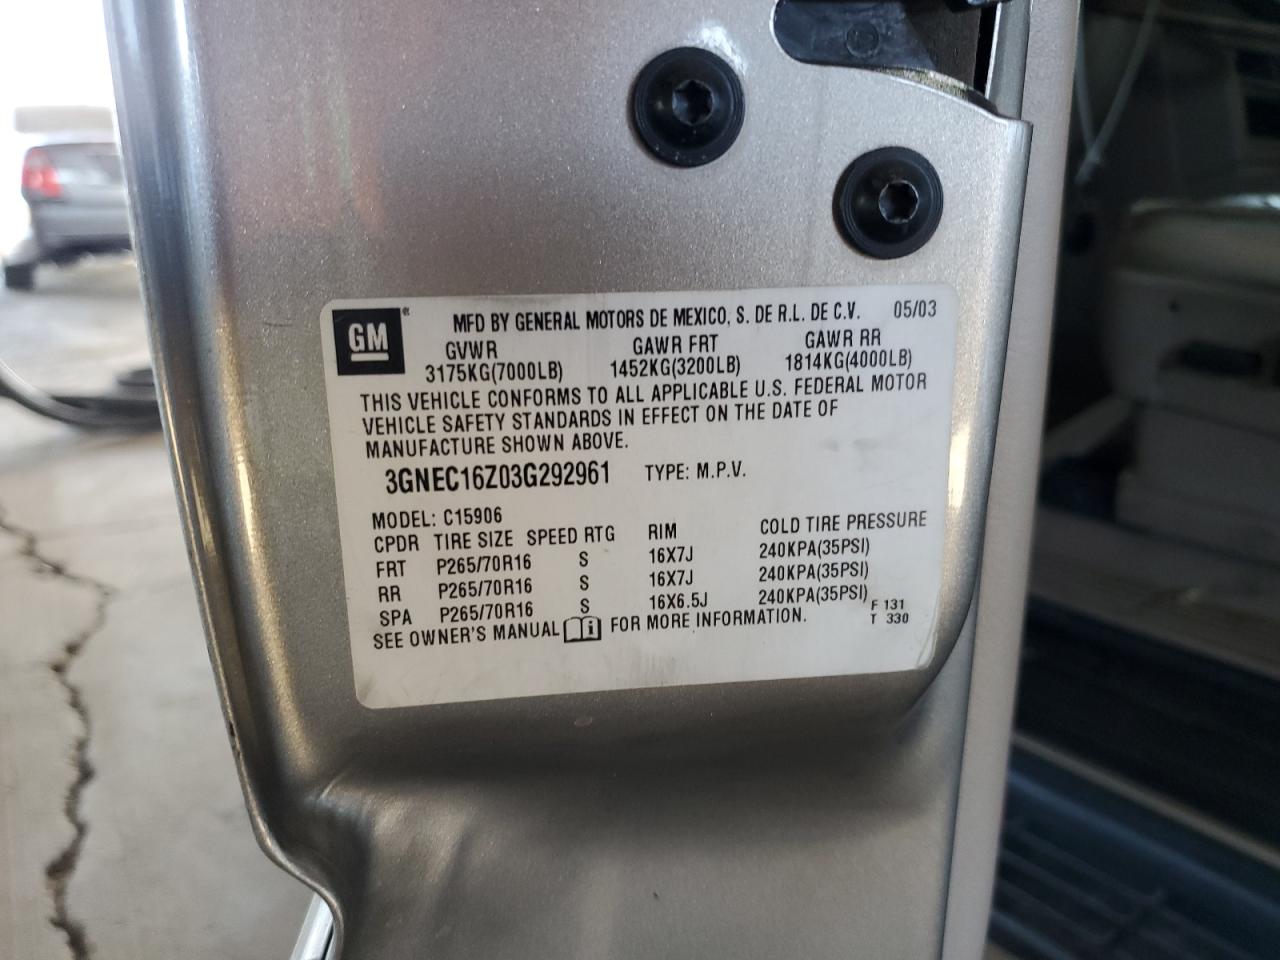 GM®
MFD BY GENERAL MOTORS DE MEXICO, S. DE R.L. DE C.V. 05/03
GVWR GAWR FRT GAWR RR
3175KG(7000LB) 1452KG(3200LB) 1814KG(4000LB)
THIS VEHICLE CONFORMS TO ALL APPLICABLE U.S. FEDERAL MOTOR
VEHICLE SAFETY STANDARDS IN EFFECT ON THE DATE OF
MANUFACTURE SHOWN ABOVE.
3GNEC16Z03G292961 TYPE: M.P.V.
MODEL: C15906
CPDR TIRE SIZE SPEED RTG RIM COLD TIRE PRESSURE
FRT P265/70R16 S 16X7J 240KPA(35PSI)
RR P265/70R16 S 16X7J 240KPA(35PSI)
SPA P265/70R16 S 16X6.5J 240KPA(35PSI)
SEE OWNER'S MANUAL i FOR MORE INFORMATION.
F 131
T 330